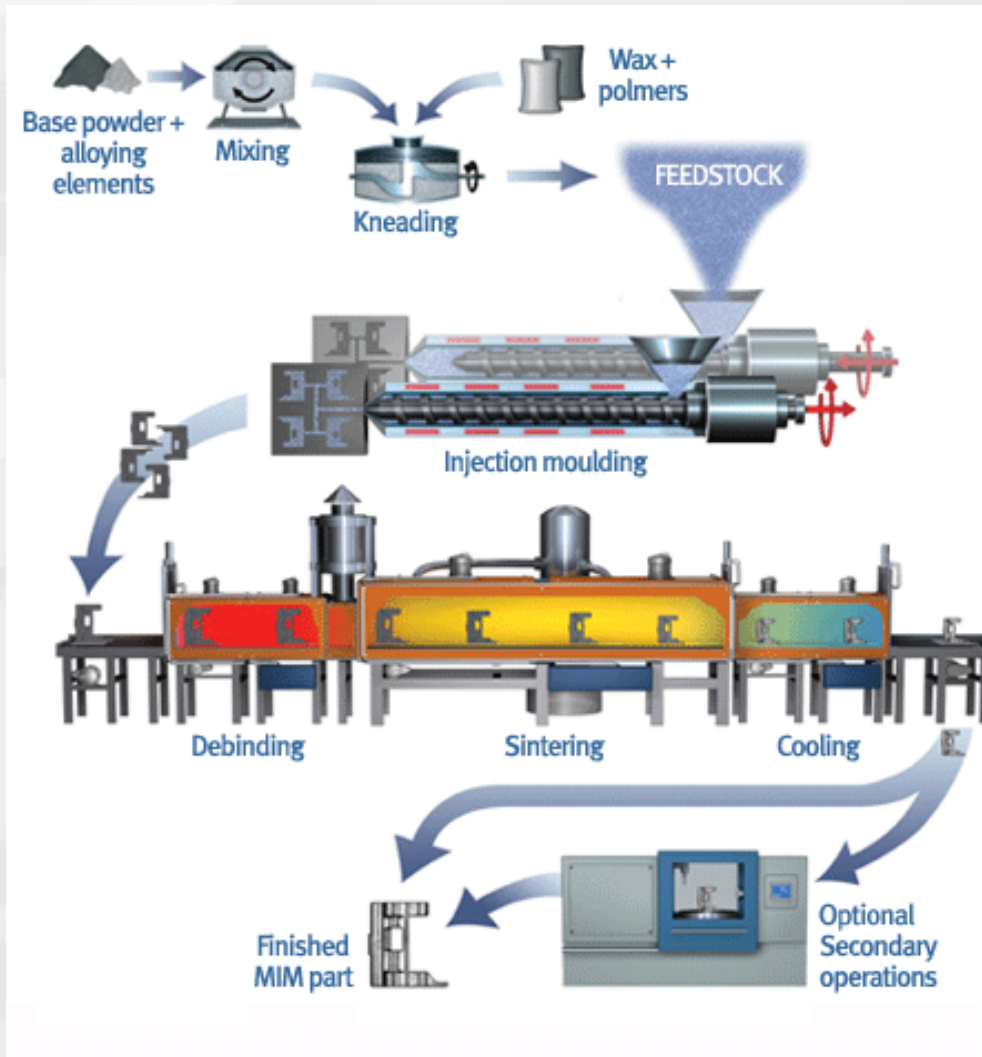 Base powder +
alloying
elements
Mixing
Wax +
polmers
Kneading
FEEDSTOCK
Injection moulding
Debinding
Sintering
Cooling
Finished
MIM part
Optional
Secondary
operations